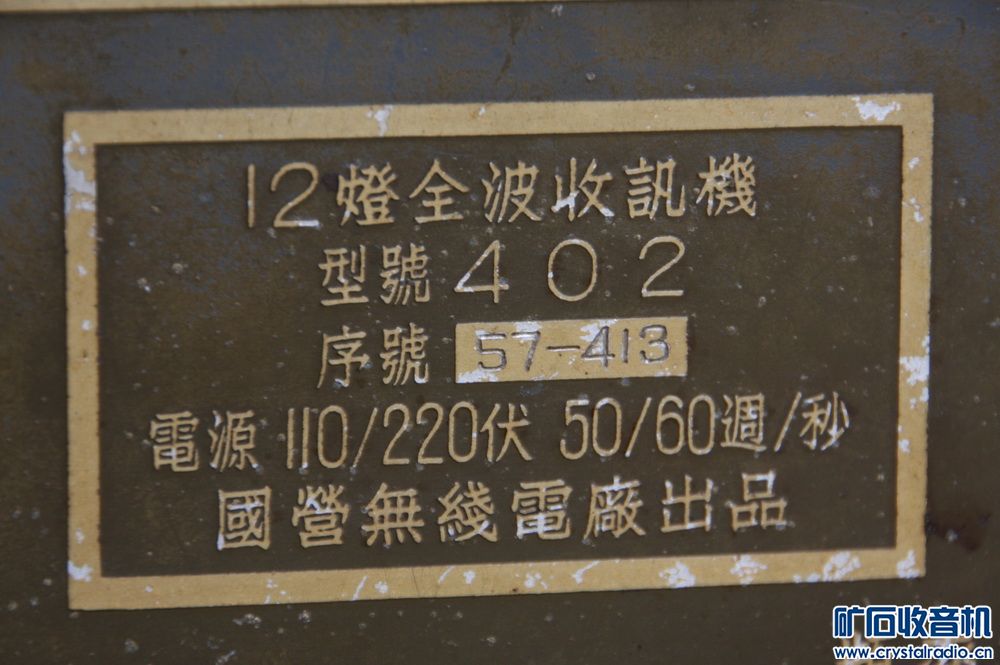 12燈全波收訊機
型號 402
序號 57-413
電源 110/220伏 50/60週/秒
國營無綫電廠出品
矿石收音机
www.crystalradio.cn